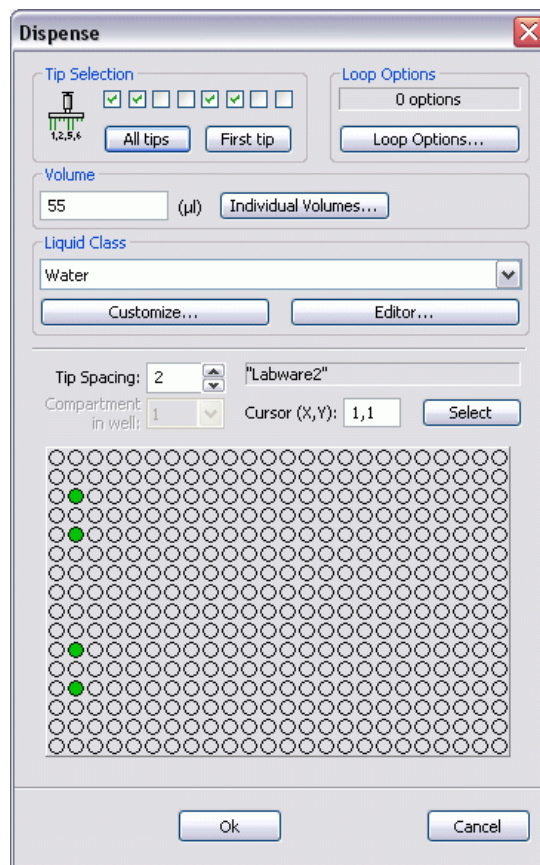 Dispense
Tip Selection
1,2,5,6
All tips
First tip
Loop Options
0 options
Loop Options...
Volume
55
(µl)
Individual Volumes...
Liquid Class
Water
Customize...
Editor...
Tip Spacing:
2
"Labware2"
Compartment
in well:
1
Cursor (X,Y):
1,1
Select
Ok
Cancel